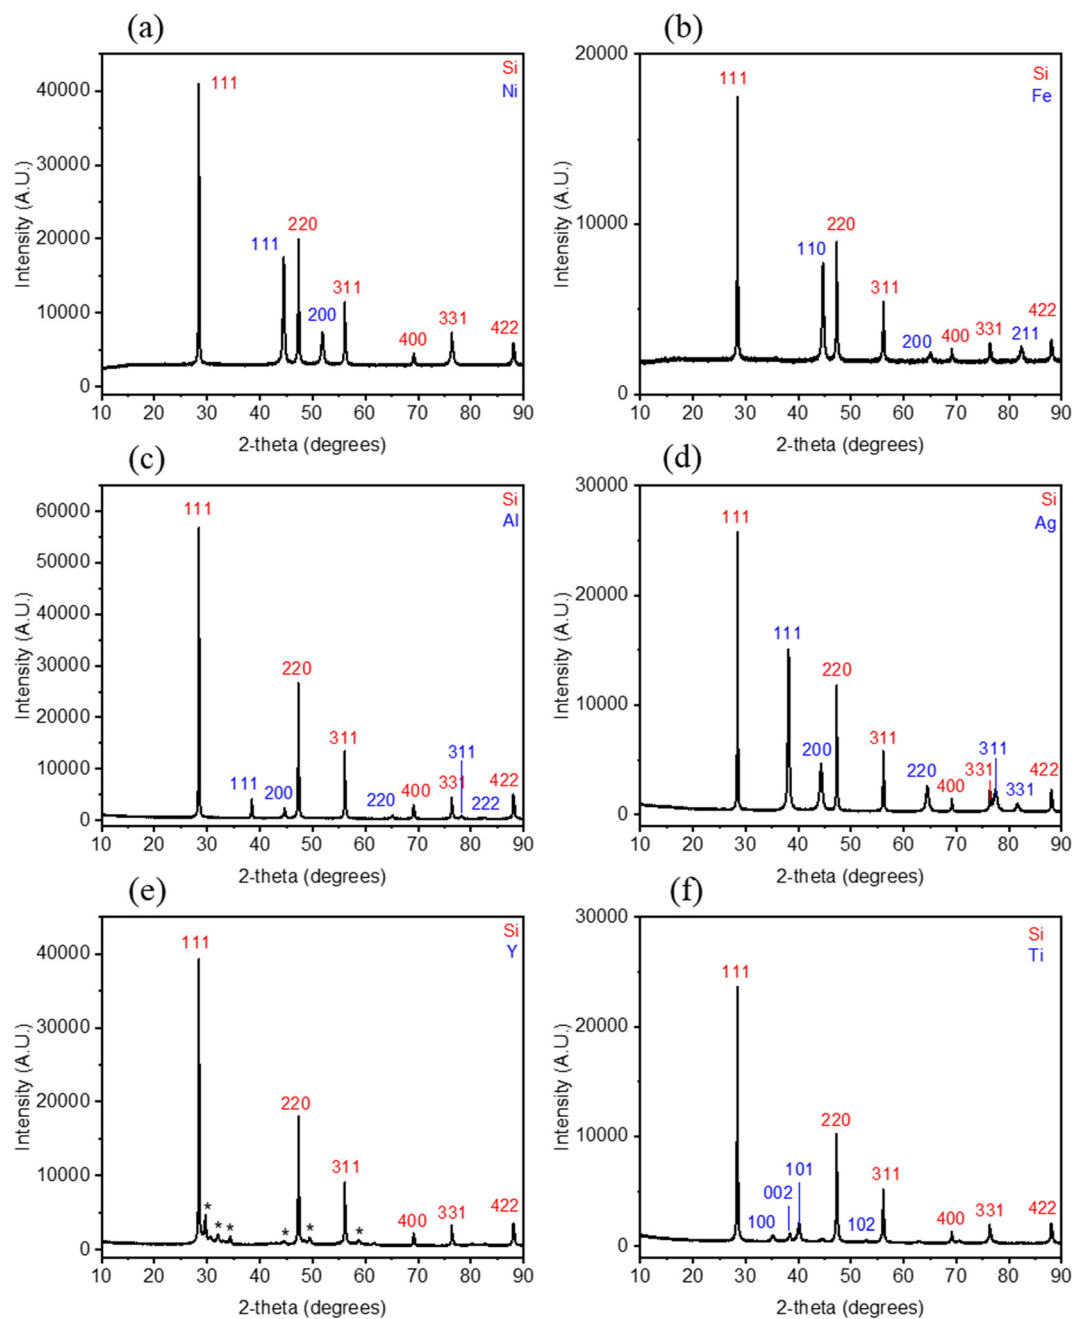 (a)
111
Si
Ni
40000
30000
20000
10000
0
220
111
200
311
400
331
422
10 20 30 40 50 60 70 80 90
Intensity (A.U.)
2-theta (degrees)
(b)
20000
111
Si
Fe
10000
0
110
220
311
200
400
331
211
422
10 20 30 40 50 60 70 80 90
Intensity (A.U.)
2-theta (degrees)
(c)
111
Si
Al
60000
50000
40000
30000
20000
10000
0
220
311
311
111
200
220
400
331
222
422
10 20 30 40 50 60 70 80 90
Intensity (A.U.)
2-theta (degrees)
(d)
30000
111
Si
Ag
20000
10000
0
111
220
200
311
220
400
331
311
331
422
10 20 30 40 50 60 70 80 90
Intensity (A.U.)
2-theta (degrees)
(e)
111
Si
Y
40000
30000
20000
10000
0
220
311
* * * * * *
400
331
422
10 20 30 40 50 60 70 80 90
Intensity (A.U.)
2-theta (degrees)
(f)
30000
111
Si
Ti
20000
10000
0
220
101
002
100
311
102
400
331
422
10 20 30 40 50 60 70 80 90
Intensity (A.U.)
2-theta (degrees)